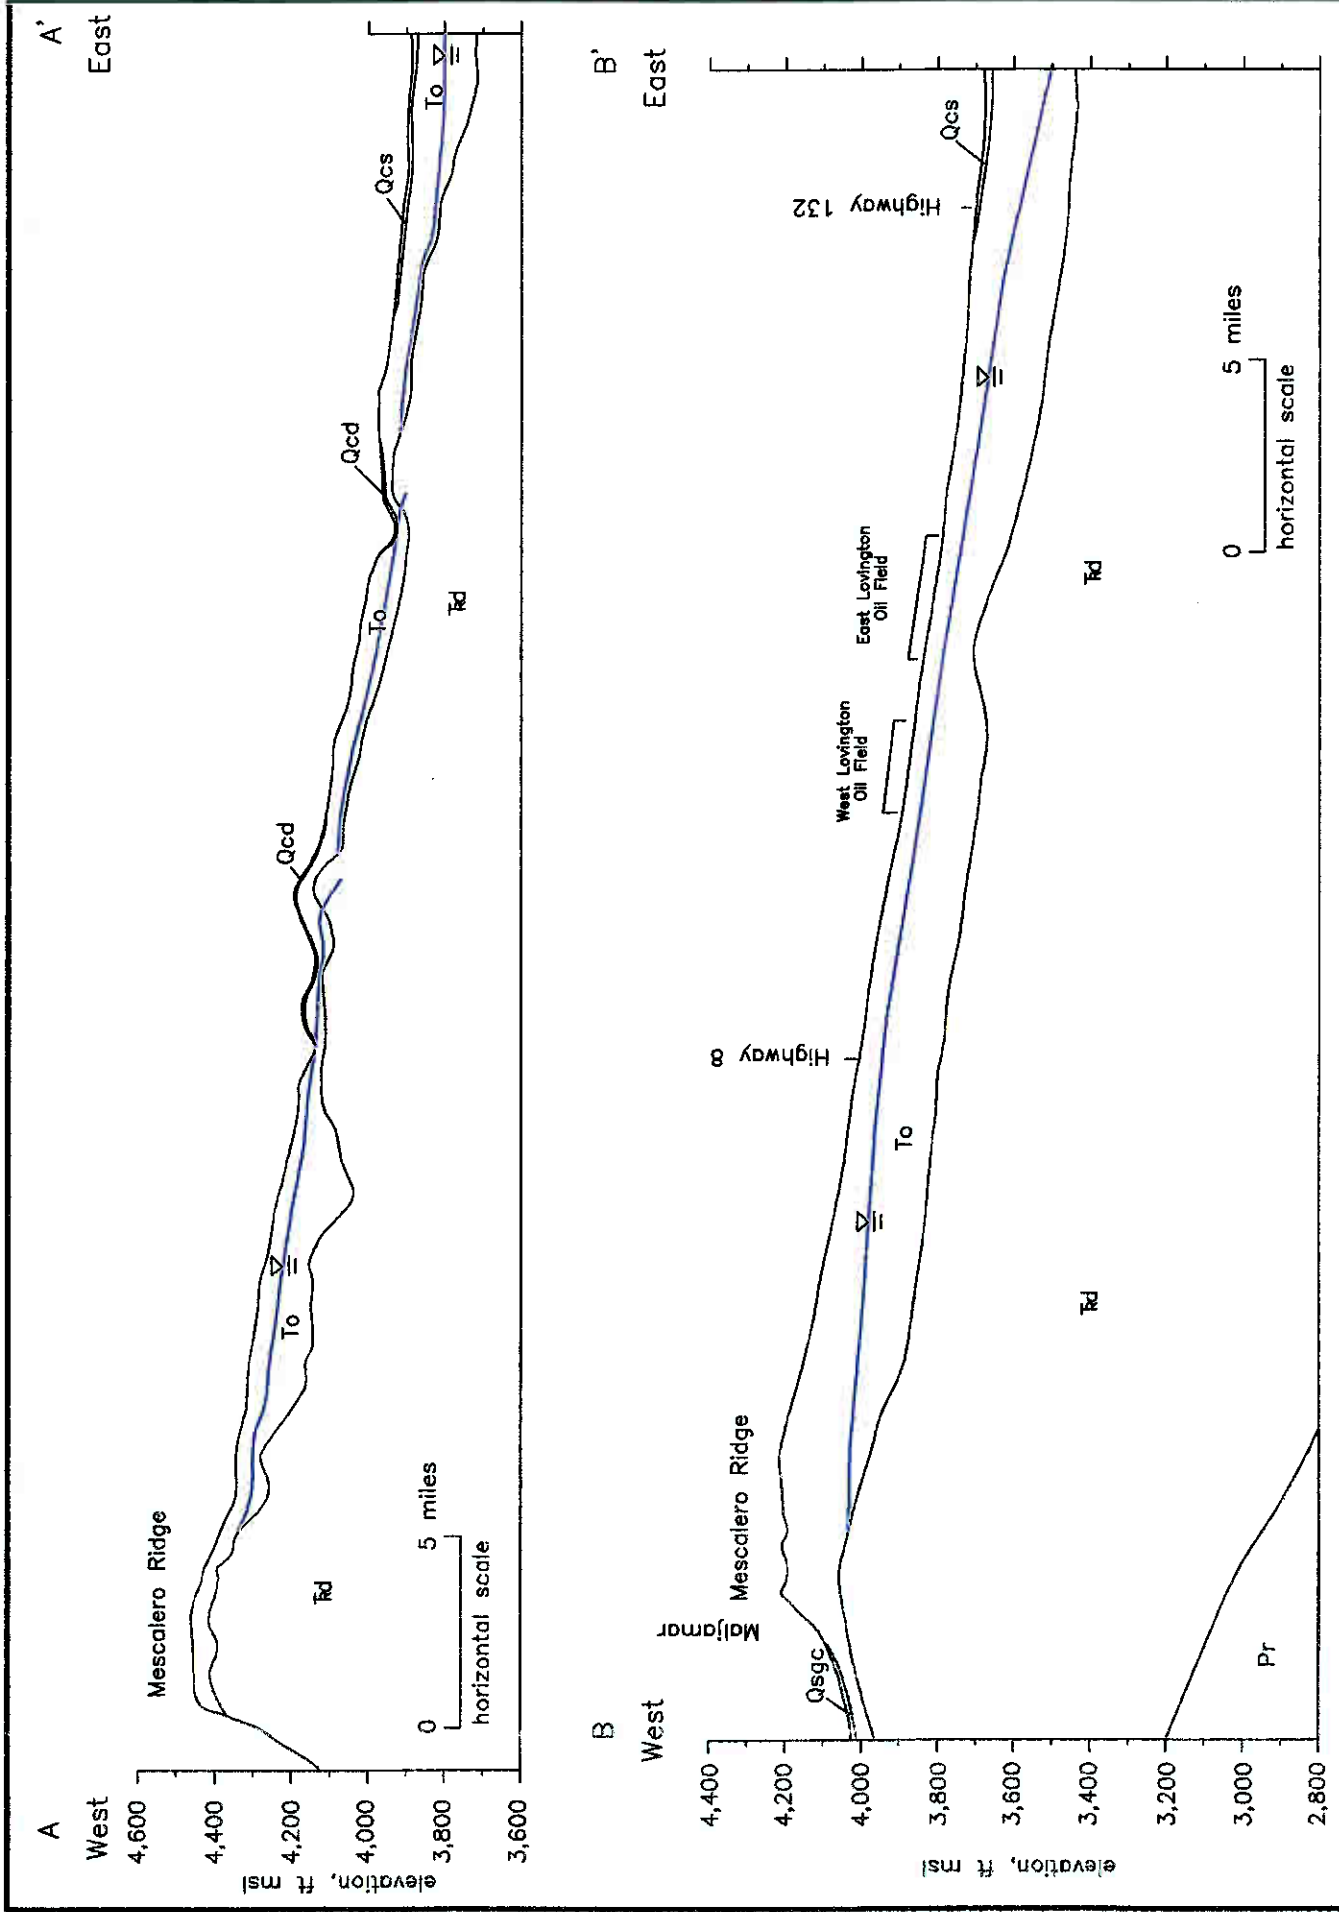 A
West
A'
East
4,600
4,400
4,200
4,000
3,800
3,600
elevation, ft msl
Mescalero Ridge
To
Qcd
To
Qcd
Qcs
To
Ꞓd
Ꞓd
0 5 miles
horizontal scale
B
West
B'
East
4,400
4,200
4,000
3,800
3,600
3,400
3,200
3,000
2,800
elevation, ft msl
Qsgc
Maljamar
Mescalero Ridge
Highway 8
West Lovington
Oil Field
East Lovington
Oil Field
Highway 132
Qcs
To
Ꞓd
Ꞓd
Pr
0 5 miles
horizontal scale